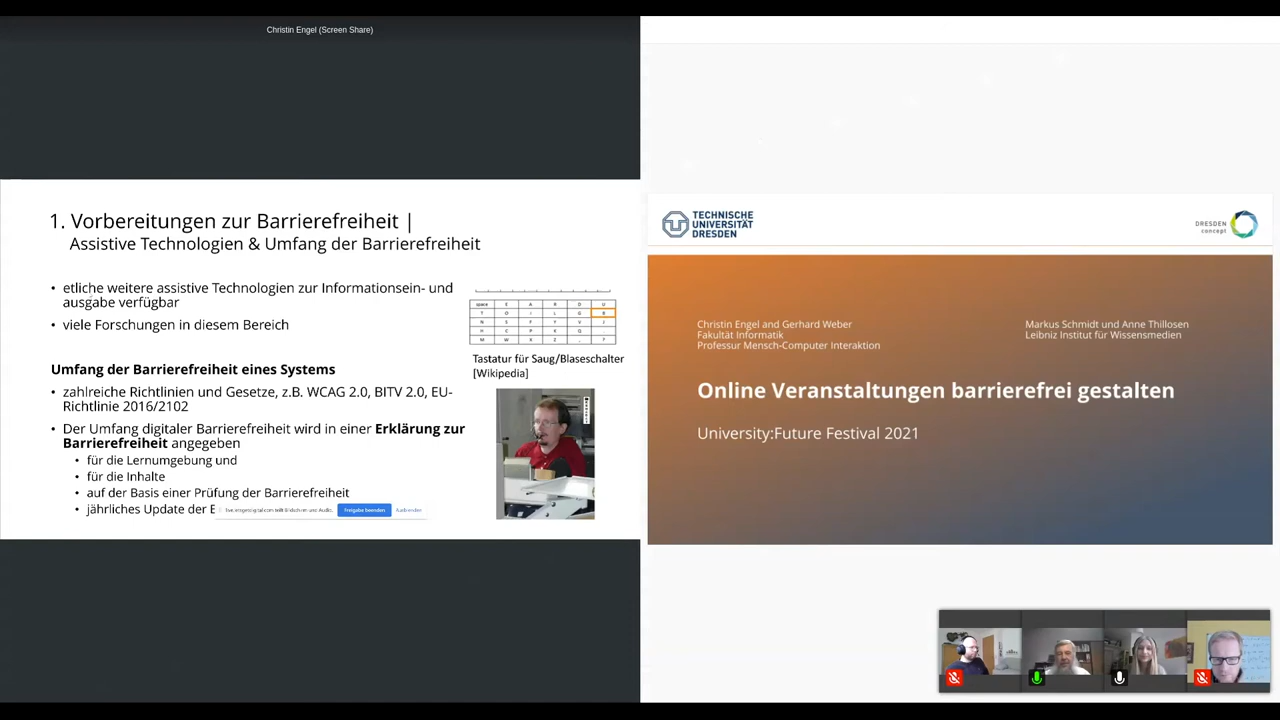 Christin Engel (Screen Share)
1. Vorbereitungen zur Barrierefreiheit |
Assistive Technologien & Umfang der Barrierefreiheit
• etliche weitere assistive Technologien zur Informationsein- und
ausgabe verfügbar
• viele Forschungen in diesem Bereich
Umfang der Barrierefreiheit eines Systems
• zahlreiche Richtlinien und Gesetze, z.B. WCAG 2.0, BITV 2.0, EU-
Richtlinie 2016/2102
• Der Umfang digitaler Barrierefreiheit wird in einer Erklärung zur
Barrierefreiheit angegeben
• für die Lernumgebung und
• für die Inhalte
• auf der Basis einer Prüfung der Barrierefreiheit
• jährliches Update der E
Freigabe beenden
Ausblenden
space E A R D U
T O I L G B
Tastatur für Saug/Blaseschalter
[Wikipedia]
TECHNISCHE
UNIVERSITÄT
DRESDEN
DRESDEN
concept
Christin Engel and Gerhard Weber
Fakultät Informatik
Professur Mensch-Computer Interaktion
Markus Schmidt und Anne Thillosen
Leibniz Institut für Wissensmedien
Online Veranstaltungen barrierefrei gestalten
University:Future Festival 2021